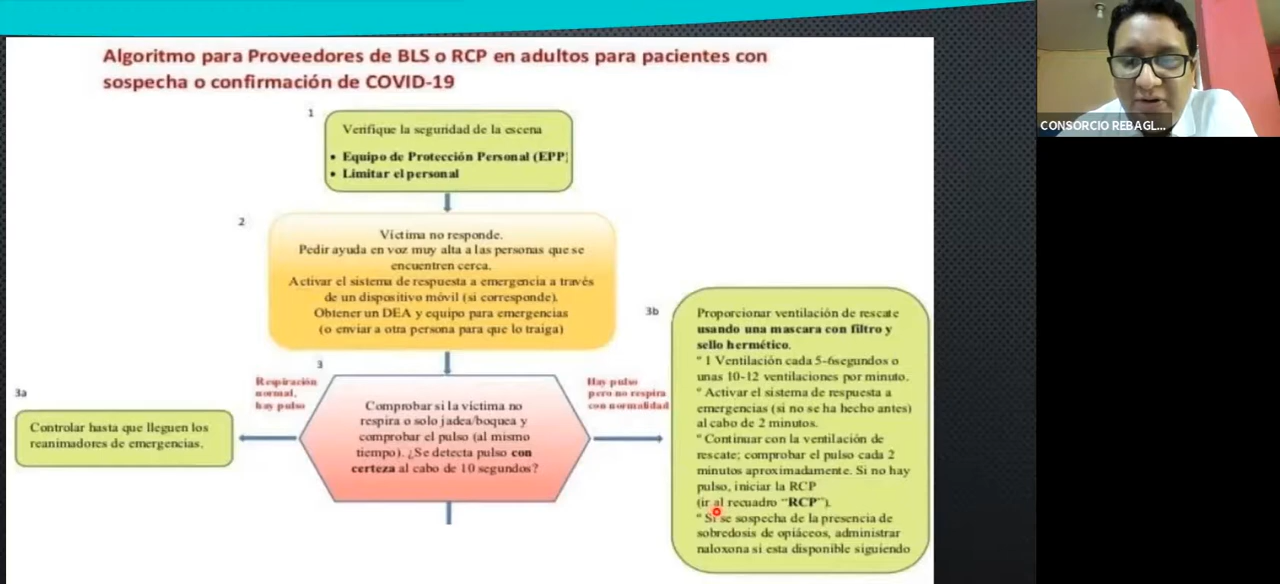 Algoritmo para Proveedores de BLS o RCP en adultos para pacientes con
sospecha o confirmación de COVID-19
1
Verifique la seguridad de la escena
• Equipo de Protección Personal (EPP)
• Limitar el personal
2
Víctima no responde.
Pedir ayuda en voz muy alta a las personas que se
encuentren cerca.
Activar el sistema de respuesta a emergencia a través
de un dispositivo móvil (si corresponde).
Obtener un DEA y equipo para emergencias
(o enviar a otra persona para que lo traiga)
3
Comprobar si la víctima no
respira o solo jadea/boquea y
comprobar el pulso (al mismo
tiempo). ¿Se detecta pulso con
certeza al cabo de 10 segundos?
Respiración
normal,
hay pulso
3a
Controlar hasta que lleguen los
reanimadores de emergencias.
Hay pulso
pero no respira
con normalidad
3b
Proporcionar ventilación de rescate
usando una mascara con filtro y
sello hermético.
" 1 Ventilación cada 5-6segundos o
unas 10-12 ventilaciones por minuto.
" Activar el sistema de respuesta a
emergencias (si no se ha hecho antes)
al cabo de 2 minutos.
" Continuar con la ventilación de
rescate; comprobar el pulso cada 2
minutos aproximadamente. Si no hay
pulso, iniciar la RCP
(ir al recuadro "RCP").
" Si se sospecha de la presencia de
sobredosis de opiáceos, administrar
naloxona si esta disponible siguiendo
CONSORCIO REBAGL...